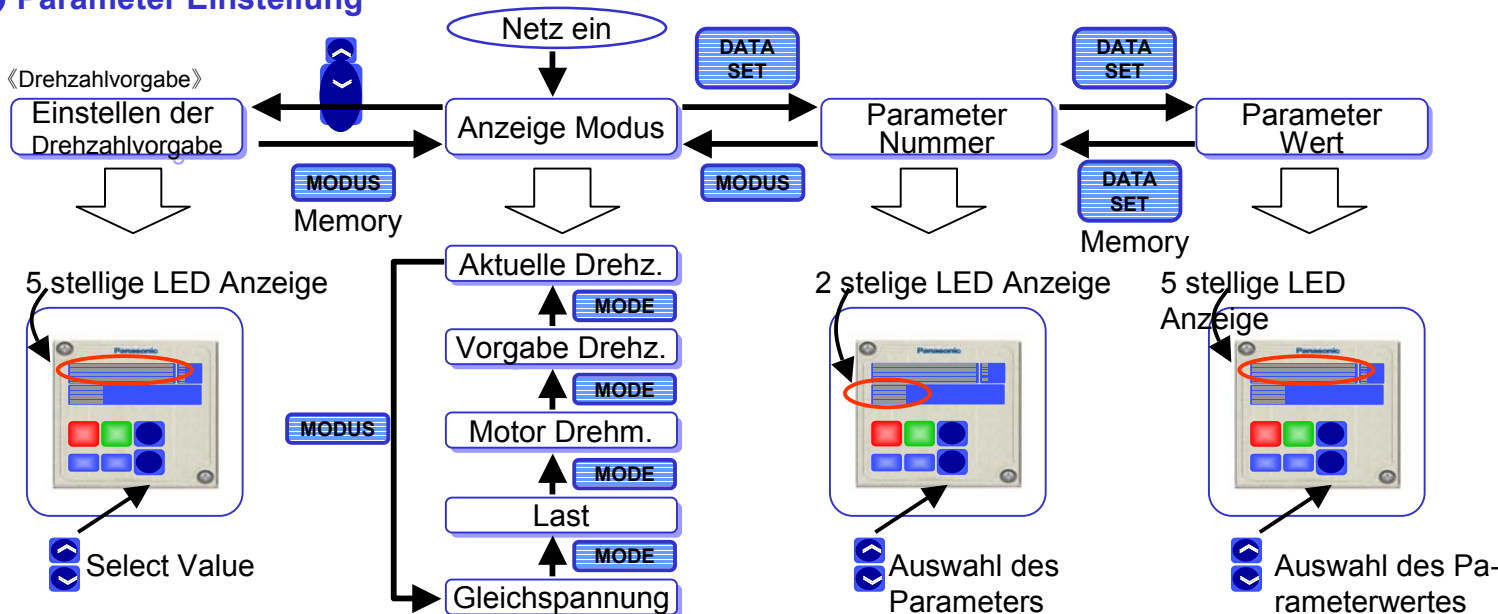 Parameter Einstellung
Netz ein
DATA
SET
DATA
SET
《Drehzahlvorgabe》
Einstellen der
Drehzahlvorgabe
Anzeige Modus
Parameter
Nummer
Parameter
Wert
MODUS
Memory
MODUS
DATA
SET
Memory
5 stellige LED Anzeige
Aktuelle Drehz.
MODE
Vorgabe Drehz.
MODE
Motor Drehm.
MODE
Last
MODE
Gleichspannung
MODUS
2 stelige LED Anzeige
5 stellige LED
Anzeige
Panasonic
Panasonic
Panasonic
Select Value
Auswahl des
Parameters
Auswahl des Pa-
rameterwertes